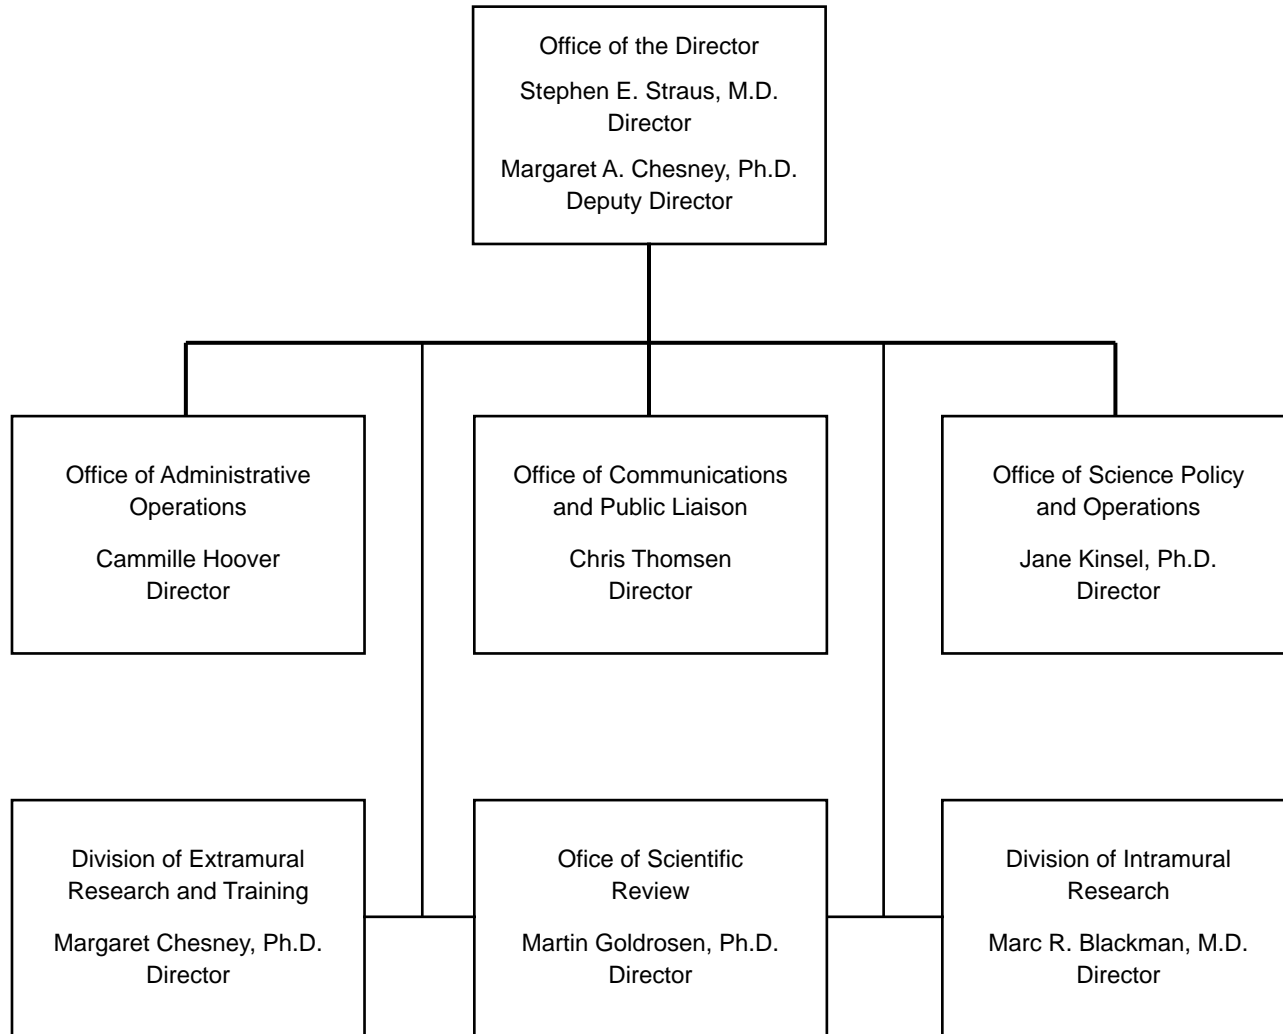 Office of the Director
Stephen E. Straus, M.D.
Director
Margaret A. Chesney, Ph.D.
Deputy Director
Office of Administrative
Operations
Cammille Hoover
Director
Office of Communications
and Public Liaison
Chris Thomsen
Director
Office of Science Policy
and Operations
Jane Kinsel, Ph.D.
Director
Division of Extramural
Research and Training
Margaret Chesney, Ph.D.
Director
Ofice of Scientific
Review
Martin Goldrosen, Ph.D.
Director
Division of Intramural
Research
Marc R. Blackman, M.D.
Director